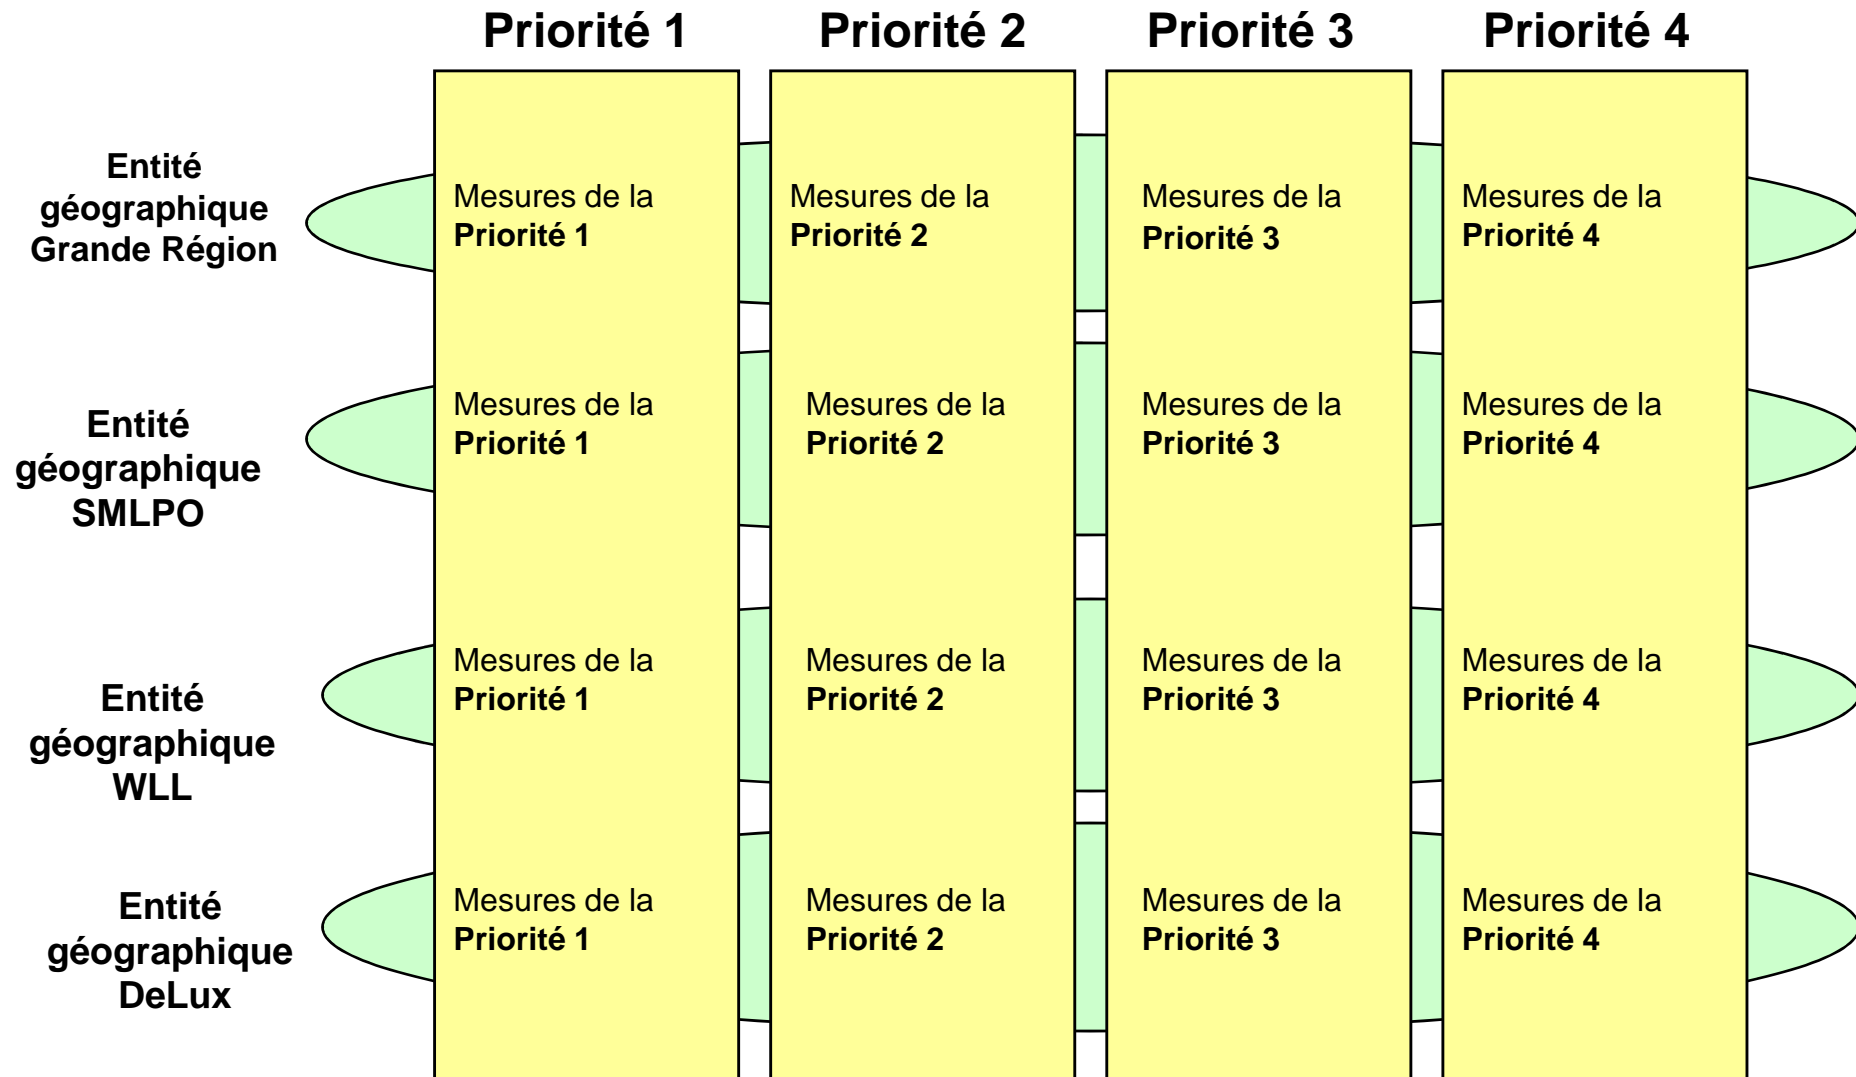 Priorité 1 Priorité 2 Priorité 3 Priorité 4
Entité
géographique
Grande Région
Mesures de la Mesures de la Mesures de la Mesures de la
Priorité 1 Priorité 2 Priorité 3 Priorité 4
Entité
géographique
SMLPO
Mesures de la Mesures de la Mesures de la Mesures de la
Priorité 1 Priorité 2 Priorité 3 Priorité 4
Entité
géographique
WLL
Mesures de la Mesures de la Mesures de la Mesures de la
Priorité 1 Priorité 2 Priorité 3 Priorité 4
Entité
géographique
DeLux
Mesures de la Mesures de la Mesures de la Mesures de la
Priorité 1 Priorité 2 Priorité 3 Priorité 4